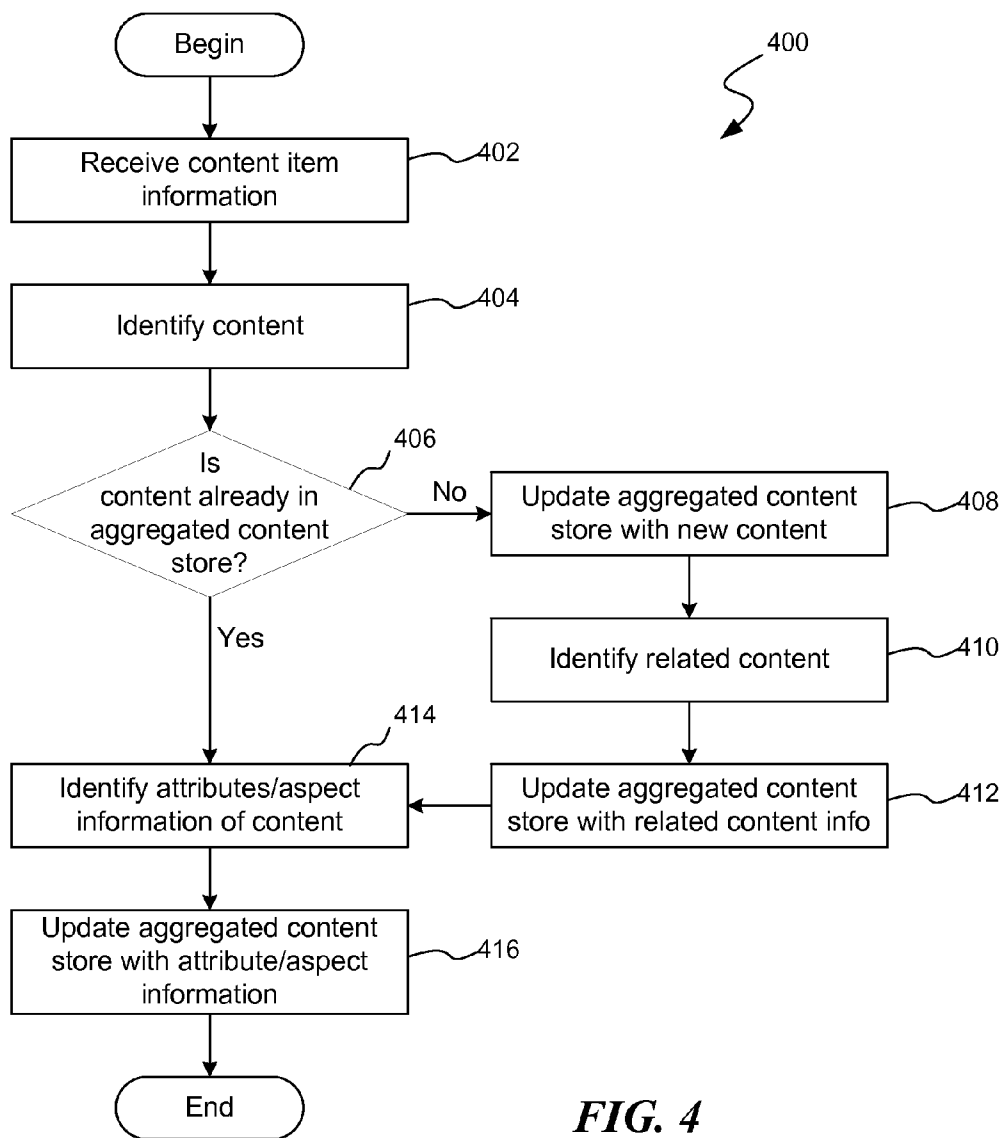 Begin
400
Receive content item
information
402
Identify content
404
Is
content already in
aggregated content
store?
406
No
Update aggregated content
store with new content
408
Yes
Identify related content
410
414
Identify attributes/aspect
information of content
Update aggregated content
store with related content info
412
Update aggregated content
store with attribute/aspect
information
416
End
FIG. 4